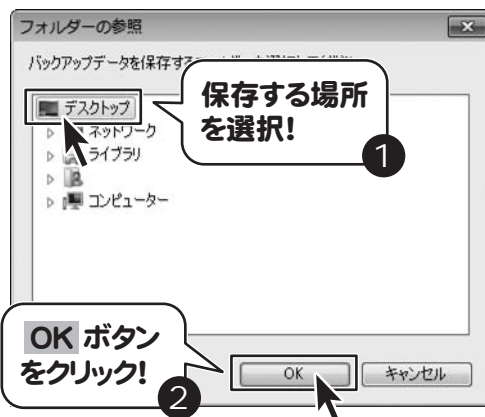 フォルダーの参照
バックアップデータを保存する
保存する場所
を選択!
1
デスクトップ
ネットワーク
ライブラリ
コンピューター
OK ボタン
をクリック!
2
OK
キャンセル